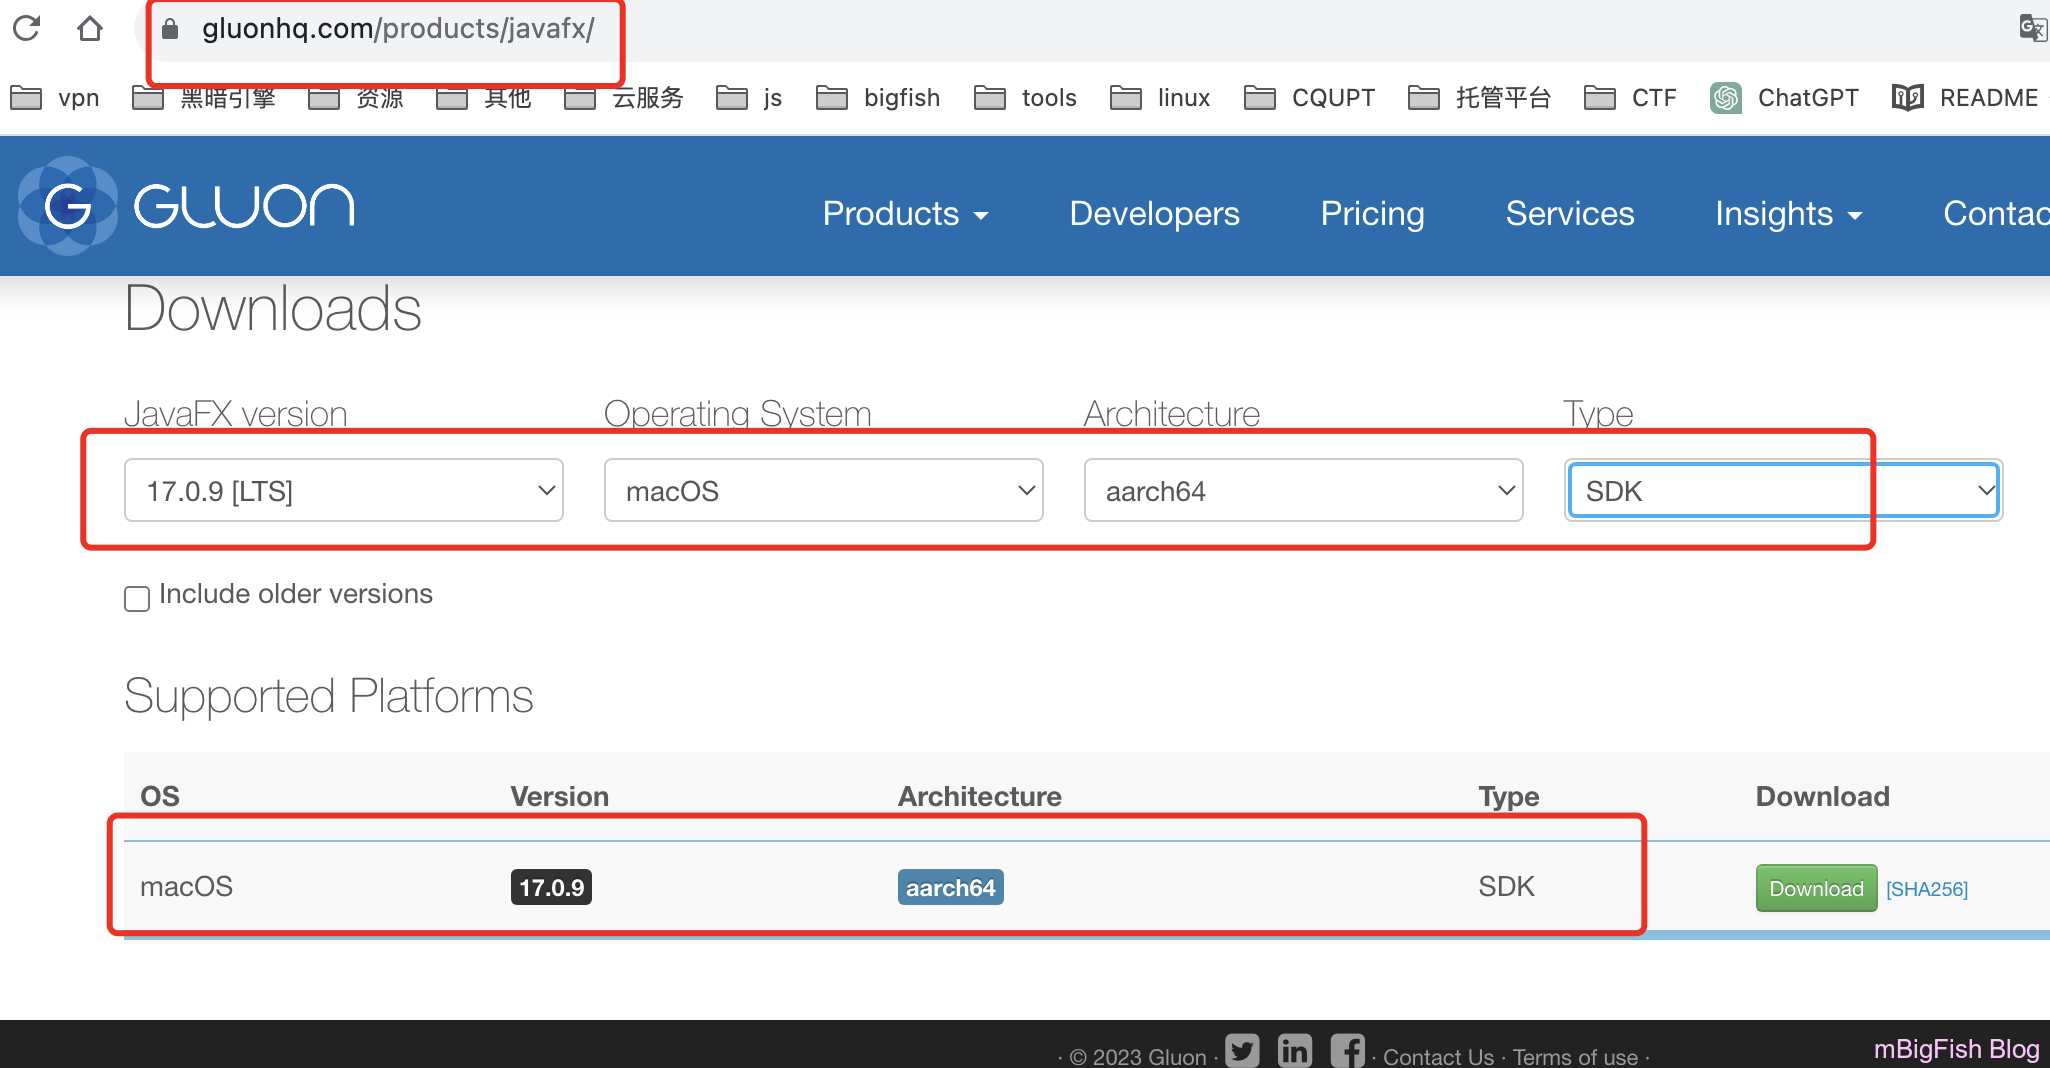 gluonhq.com/products/javafx/
vpn 黑暗引擎 资源 其他 云服务 js bigfish tools linux CQUPT 托管平台 CTF ChatGPT README
G GLUON Products Developers Pricing Services Insights Contac
Downloads
JavaFX version Operating System Architecture Type
17.0.9 [LTS] macOS aarch64 SDK
Include older versions
Supported Platforms
OS Version Architecture Type Download
macOS 17.0.9 aarch64 SDK Download [SHA256]
· © 2023 Gluon · · Contact Us · Terms of use ·
mBigFish Blog